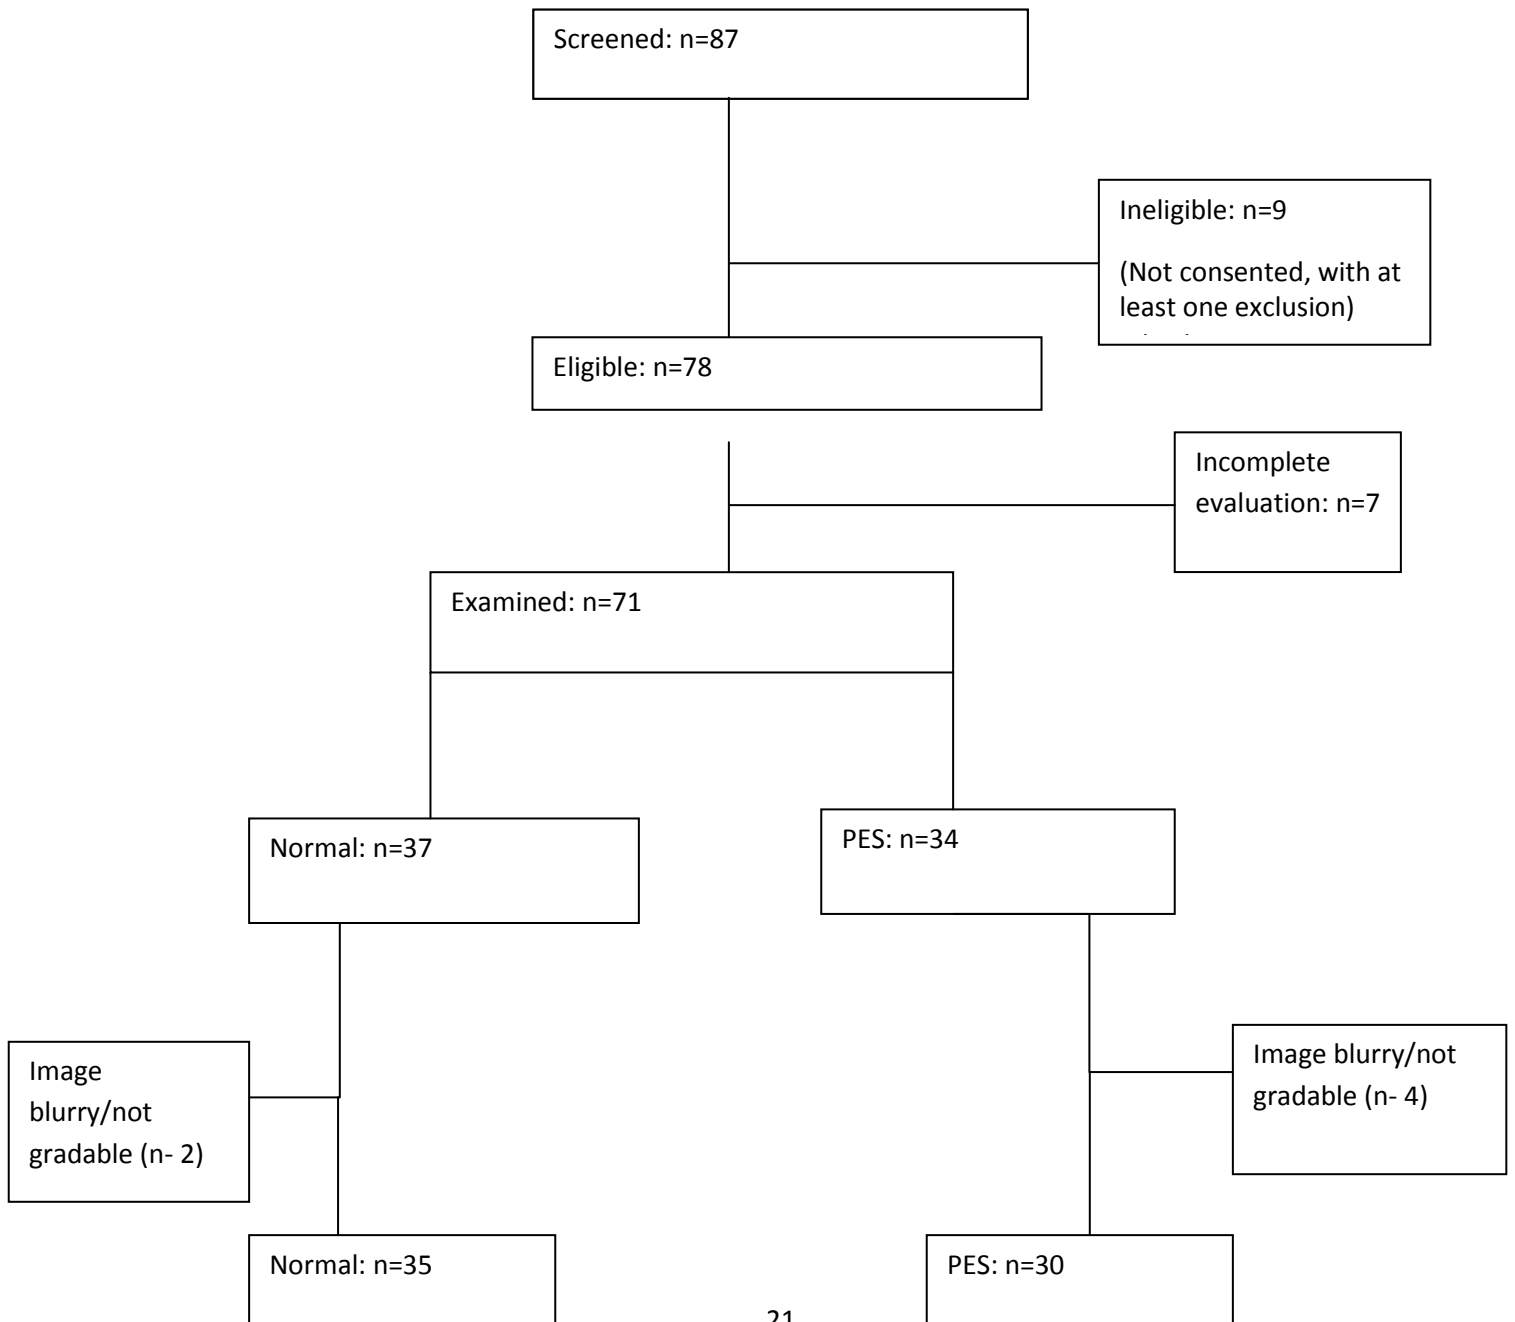 Screened: n=87
Ineligible: n=9
(Not consented, with at
least one exclusion)
Eligible: n=78
Incomplete
evaluation: n=7
Examined: n=71
Normal: n=37
PES: n=34
Image
blurry/not
gradable (n- 2)
Image blurry/not
gradable (n- 4)
Normal: n=35
PES: n=30
21